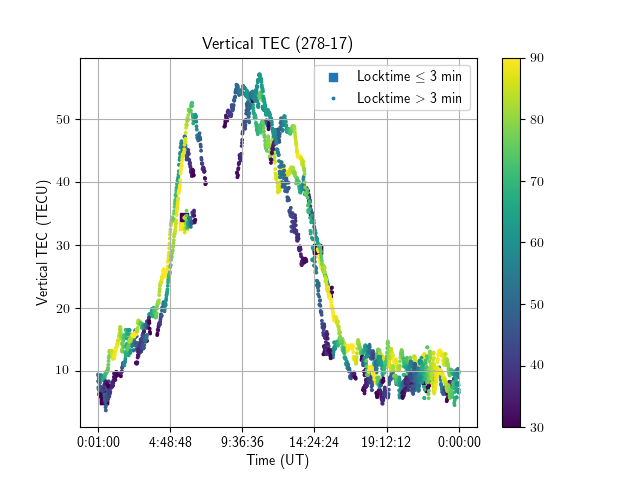 Vertical TEC (278-17)
Locktime ≤ 3 min
Locktime > 3 min
Vertical TEC (TECU)
50
40
30
20
10
0:01:00 4:48:48 9:36:36 14:24:24 19:12:12 0:00:00
Time (UT)
90
80
70
60
50
40
30